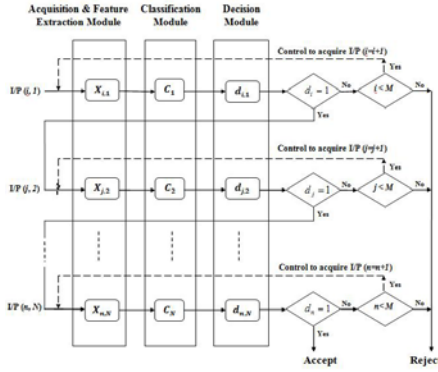 Acquisition & Feature Extraction Module
Classification Module
Decision Module
Control to acquire I/P (i=i+1)
Yes
I/P (i, 1)
X_{i,1}
C_1
d_{i,1}
d_i = 1
No
i < M
No
Yes
Control to acquire I/P (j=j+1)
Yes
I/P (j, 2)
X_{j,2}
C_2
d_{j,2}
d_j = 1
No
j < M
No
Yes
Control to acquire I/P (n=n+1)
Yes
I/P (n, N)
X_{n,N}
C_N
d_{n,N}
d_n = 1
No
n<M
No
Yes
Accept
Rejec